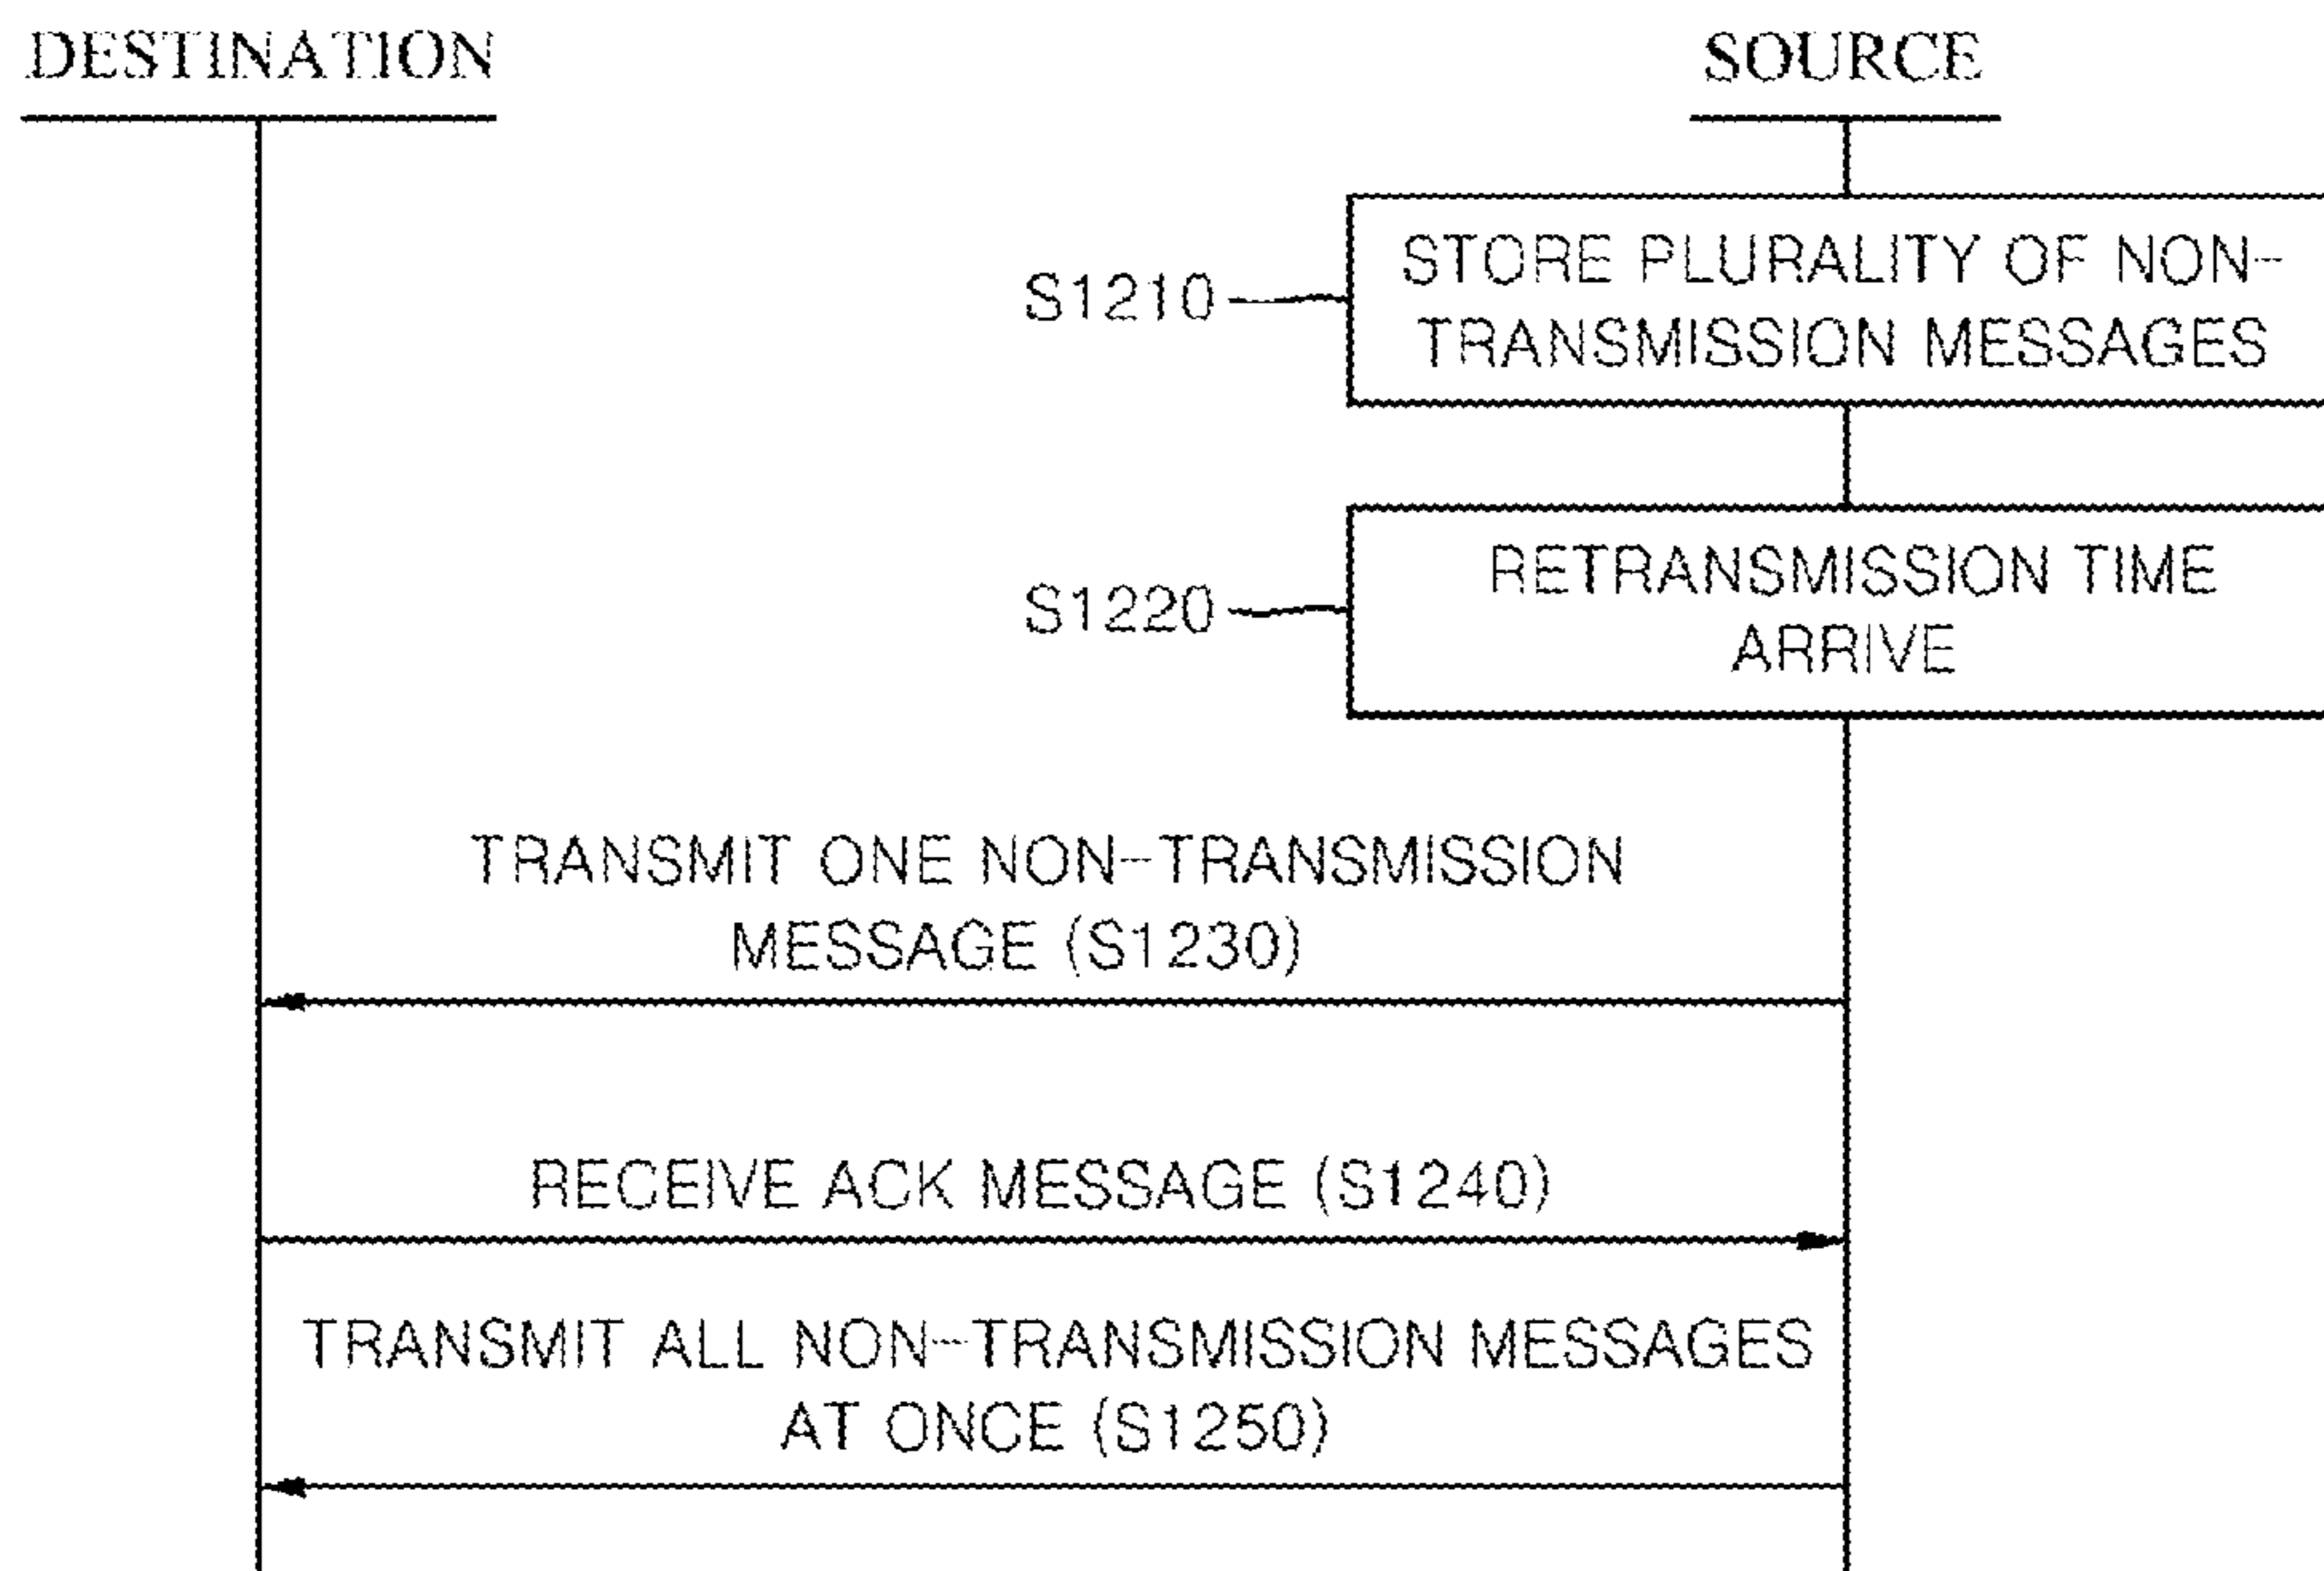 DESTINATION
SOURCE
S1210
STORE PLURALITY OF NON-
TRANSMISSION MESSAGES
S1220
RETRANSMISSION TIME
ARRIVE
TRANSMIT ONE NON-TRANSMISSION
MESSAGE (S1230)
RECEIVE ACK MESSAGE (S1240)
TRANSMIT ALL NON-TRANSMISSION MESSAGES
AT ONCE (S1250)